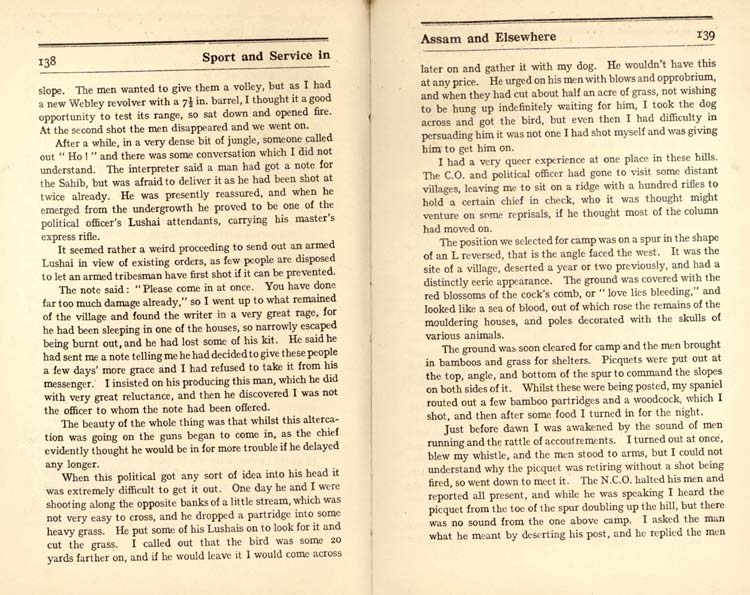 138 Sport and Service in
slope. The men wanted to give them a volley, but as I had
a new Webley revolver with a 7½ in. barrel, I thought it a good
opportunity to test its range, so sat down and opened fire.
At the second shot the men disappeared and we went on.
After a while, in a very dense bit of jungle, someone called
out " Ho ! " and there was some conversation which I did not
understand. The interpreter said a man had got a note for
the Sahib, but was afraid to deliver it as he had been shot at
twice already. He was presently reassured, and when he
emerged from the undergrowth he proved to be one of the
political officer's Lushai attendants, carrying his master's
express rifle.
It seemed rather a weird proceeding to send out an armed
Lushai in view of existing orders, as few people are disposed
to let an armed tribesman have first shot if it can be prevented.
The note said : " Please come in at once. You have done
far too much damage already," so I went up to what remained
of the village and found the writer in a very great rage, for
he had been sleeping in one of the houses, so narrowly escaped
being burnt out, and he had lost some of his kit. He said he
had sent me a note telling me he had decided to give these people
a few days' more grace and I had refused to take it from his
messenger. I insisted on his producing this man, which he did
with very great reluctance, and then he discovered I was not
the officer to whom the note had been offered.
The beauty of the whole thing was that whilst this alterca-
tion was going on the guns began to come in, as the chief
evidently thought he would be in for more trouble if he delayed
any longer.
When this political got any sort of idea into his head it
was extremely difficult to get it out. One day he and I were
shooting along the opposite banks of a little stream, which was
not very easy to cross, and he dropped a partridge into some
heavy grass. He put some of his Lushais on to look for it and
cut the grass. I called out that the bird was some 20
yards farther on, and if he would leave it I would come across
Assam and Elsewhere 139
later on and gather it with my dog. He wouldn't have this
at any price. He urged on his men with blows and opprobrium,
and when they had cut about half an acre of grass, not wishing
to be hung up indefinitely waiting for him, I took the dog
across and got the bird, but even then I had difficulty in
persuading him it was not one I had shot myself and was giving
him to get him on.
I had a very queer experience at one place in these hills.
The C.O. and political officer had gone to visit some distant
villages, leaving me to sit on a ridge with a hundred rifles to
hold a certain chief in check, who it was thought might
venture on some reprisals, if he thought most of the column
had moved on.
The position we selected for camp was on a spur in the shape
of an L reversed, that is the angle faced the west. It was the
site of a village, deserted a year or two previously, and had a
distinctly eerie appearance. The ground was covered with the
red blossoms of the cock's comb, or " love lies bleeding," and
looked like a sea of blood, out of which rose the remains of the
mouldering houses, and poles decorated with the skulls of
various animals.
The ground was soon cleared for camp and the men brought
in bamboos and grass for shelters. Picquets were put out at
the top, angle, and bottom of the spur to command the slopes
on both sides of it. Whilst these were being posted, my spaniel
routed out a few bamboo partridges and a woodcock, which I
shot, and then after some food I turned in for the night.
Just before dawn I was awakened by the sound of men
running and the rattle of accoutrements. I turned out at once,
blew my whistle, and the men stood to arms, but I could not
understand why the picquet was retiring without a shot being
fired, so went down to meet it. The N.C.O. halted his men and
reported all present, and while he was speaking I heard the
picquet from the toe of the spur doubling up the hill, but there
was no sound from the one above camp. I asked the man
what he meant by deserting his post, and he replied the men